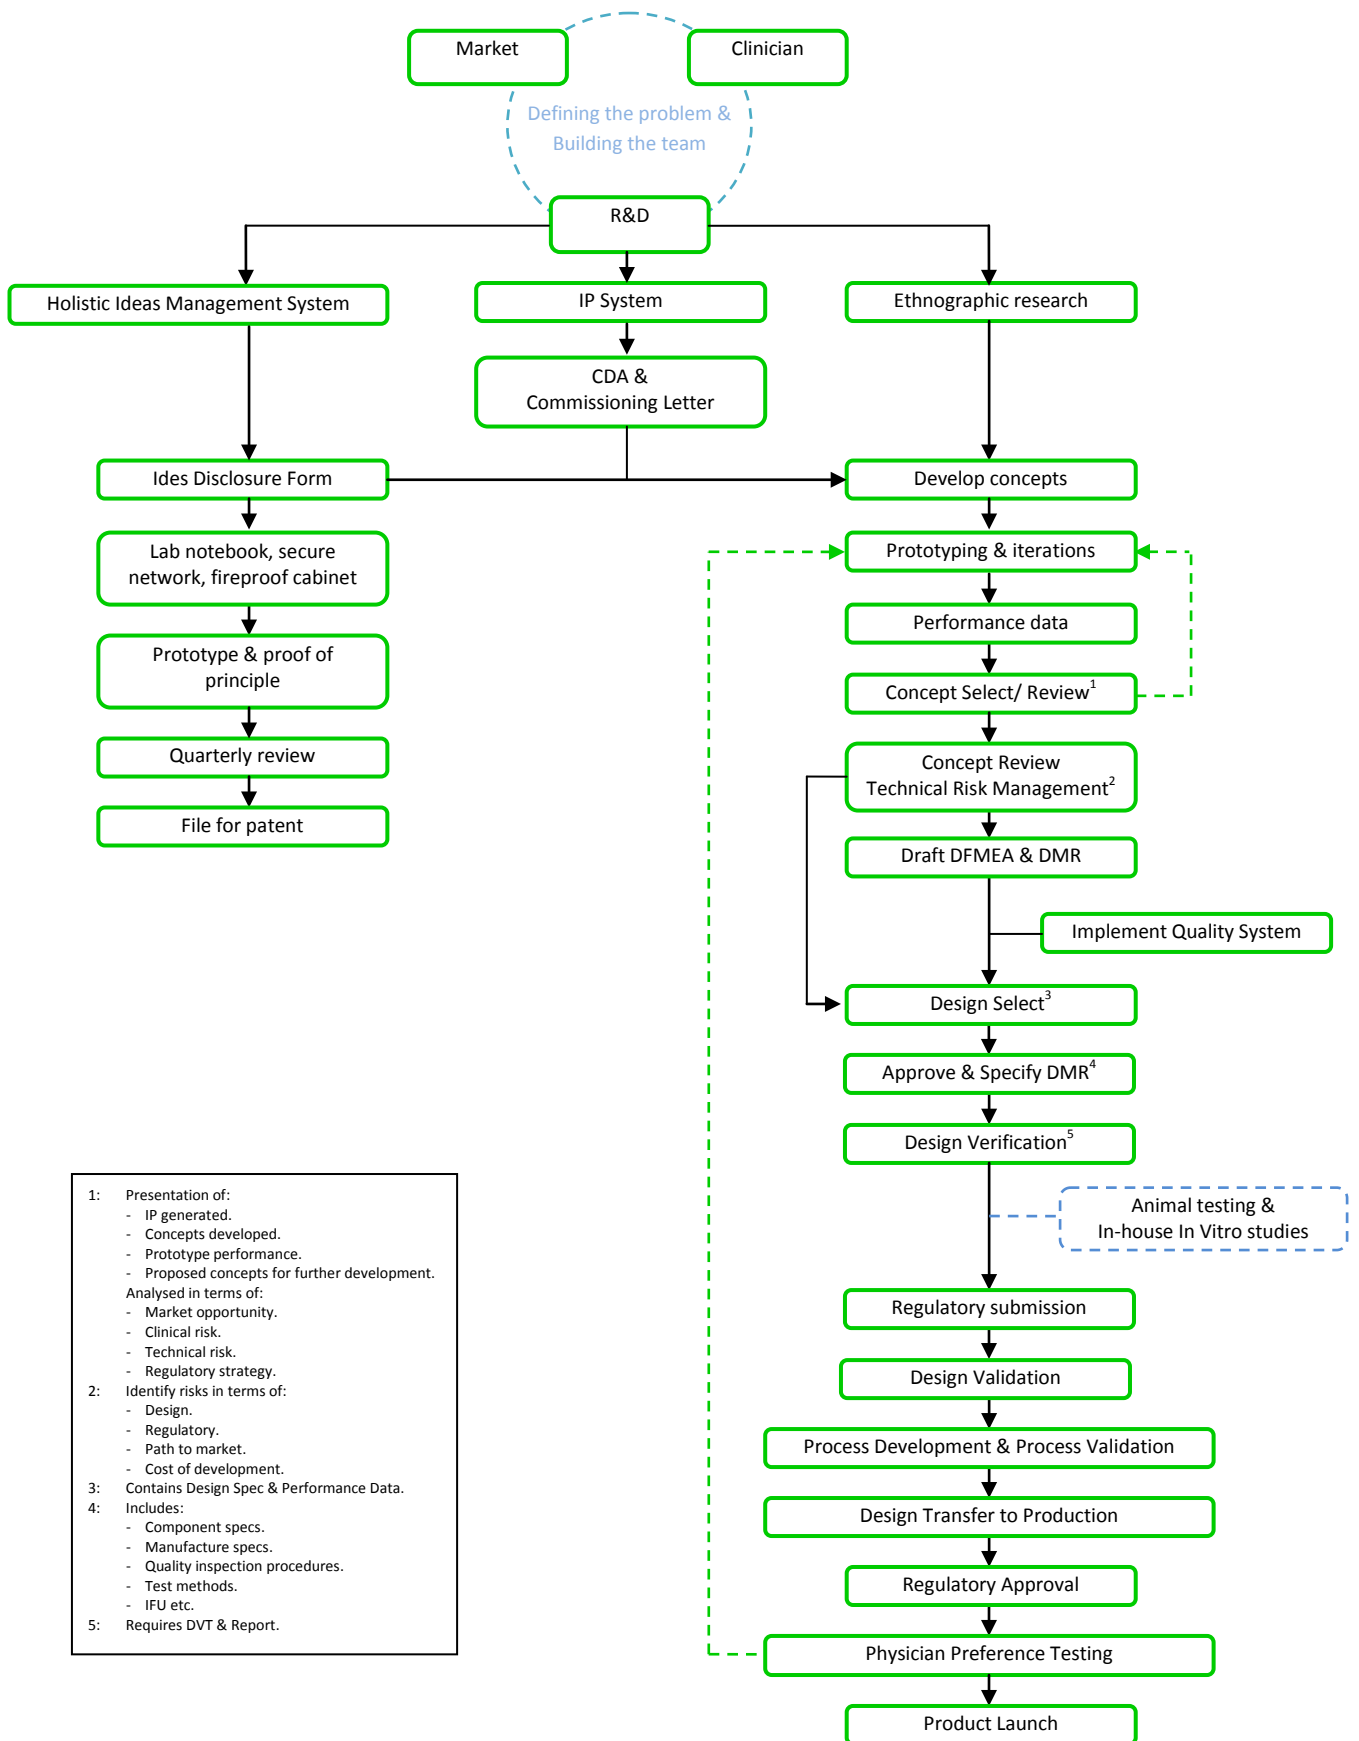 Market
Clinician
Defining the problem &
Building the team
R&D
Holistic Ideas Management System
IP System
Ethnographic research
CDA &
Commissioning Letter
Ides Disclosure Form
Develop concepts
Lab notebook, secure
network, fireproof cabinet
Prototyping & iterations
Performance data
Prototype & proof of
principle
Concept Select/ Review1
Quarterly review
Concept Review
Technical Risk Management2
File for patent
Draft DFMEA & DMR
Implement Quality System
Design Select3
Approve & Specify DMR4
Design Verification5
Animal testing &
In-house In Vitro studies
Regulatory submission
Design Validation
Process Development & Process Validation
Design Transfer to Production
Regulatory Approval
Physician Preference Testing
Product Launch
1: Presentation of:
- IP generated.
- Concepts developed.
- Prototype performance.
- Proposed concepts for further development.
Analysed in terms of:
- Market opportunity.
- Clinical risk.
- Technical risk.
- Regulatory strategy.
2: Identify risks in terms of:
- Design.
- Regulatory.
- Path to market.
- Cost of development.
3: Contains Design Spec & Performance Data.
4: Includes:
- Component specs.
- Manufacture specs.
- Quality inspection procedures.
- Test methods.
- IFU etc.
5: Requires DVT & Report.